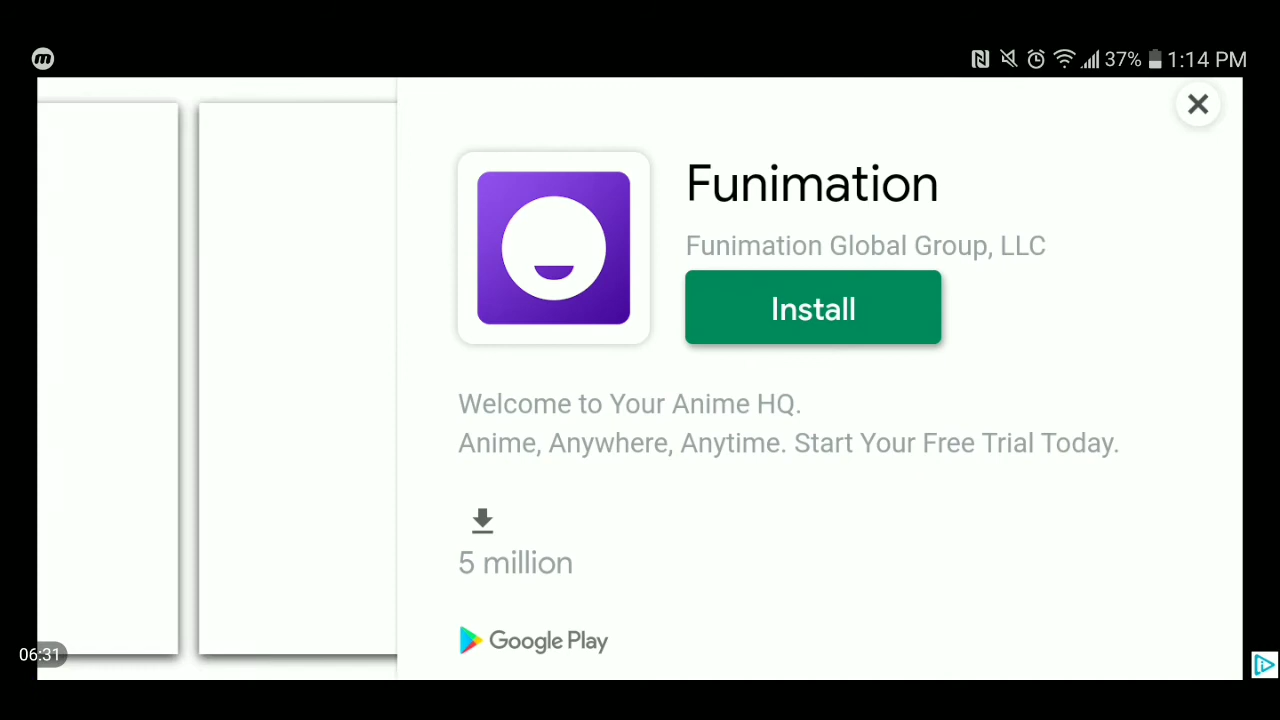 37% 1:14 PM
Funimation
Funimation Global Group, LLC
Install
Welcome to Your Anime HQ.
Anime, Anywhere, Anytime. Start Your Free Trial Today.
5 million
Google Play
06:31